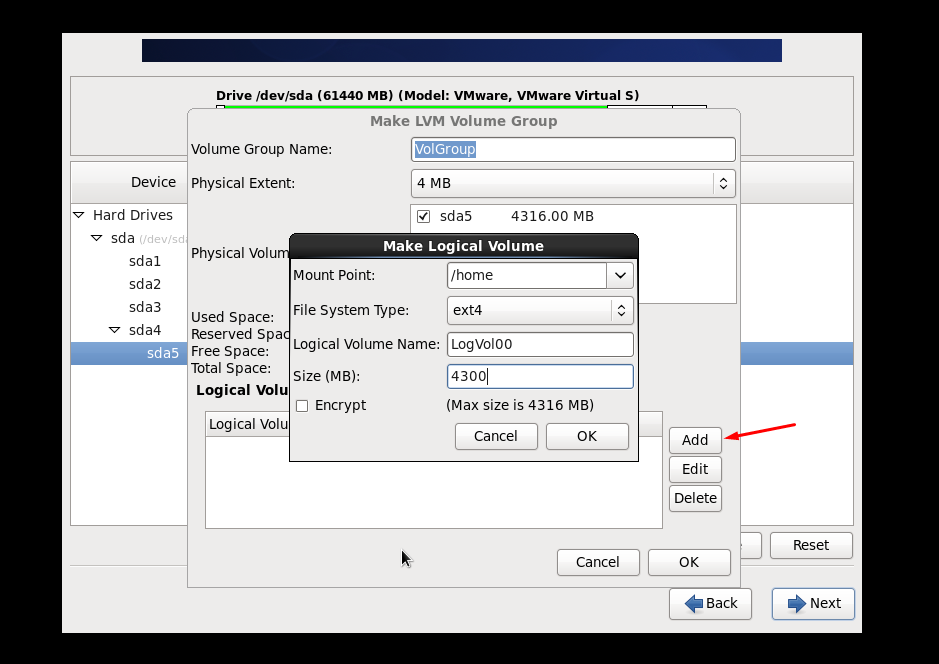 Drive /dev/sda (61440 MB) (Model: VMware, VMware Virtual S)
Make LVM Volume Group
Volume Group Name: VolGroup
Device
Physical Extent: 4 MB
Hard Drives
sda5 4316.00 MB
sda (/dev/sda
Make Logical Volume
Physical Volum
sda1
Mount Point: /home
sda2
File System Type: ext4
sda3
Used Space:
sda4
Reserved Spac
Logical Volume Name: LogVol00
Free Space:
sda5
Total Space:
Size (MB): 4300
Logical Volu
Encrypt (Max size is 4316 MB)
Logical Volu
Cancel OK
Add
Edit
Delete
Reset
Cancel OK
Back Next